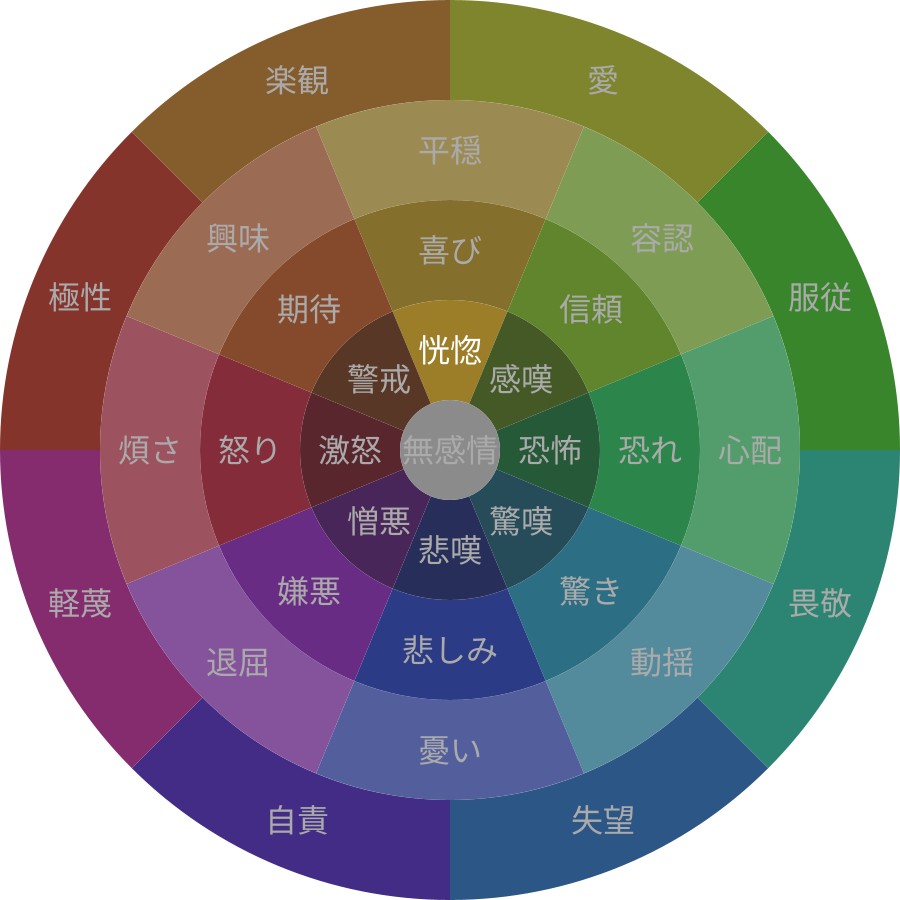 楽観
愛
平穏
興味
容認
喜び
極性
期待
信頼
服従
恍惚
警戒
感嘆
煩さ
怒り
激怒
無感情
恐怖
恐れ
心配
憎悪
驚嘆
悲嘆
軽蔑
嫌悪
驚き
畏敬
退屈
悲しみ
動揺
憂い
自責
失望